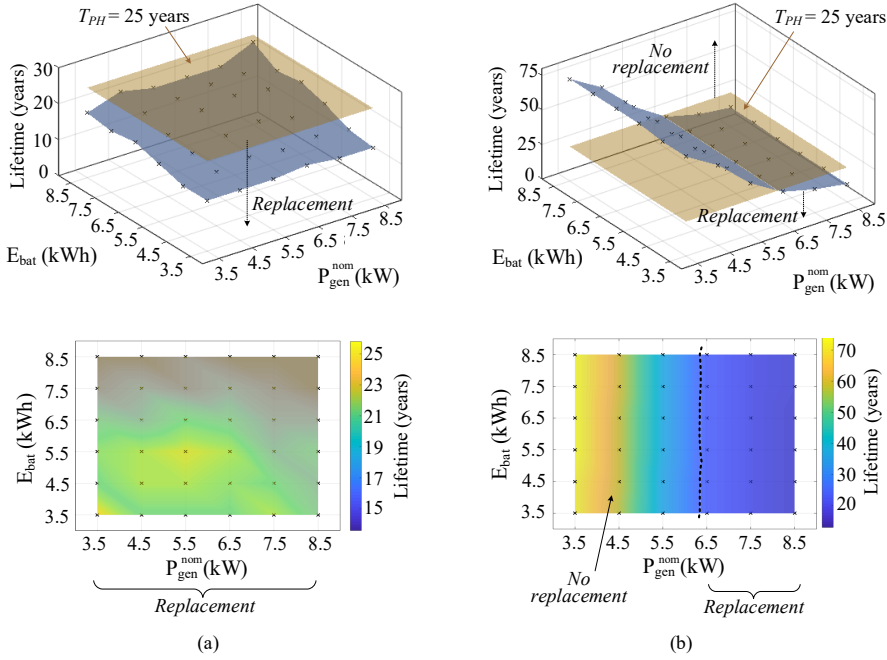 T_PH = 25 years
Lifetime (years)
30
20
10
0
8.5
7.5
6.5
5.5
4.5
3.5
E_bat (kWh)
3.5
4.5
5.5
6.5
7.5
8.5
P_gen^nom (kW)
Replacement
T_PH = 25 years
No
replacement
Lifetime (years)
75
50
25
0
8.5
7.5
6.5
5.5
4.5
3.5
E_bat (kWh)
3.5
4.5
5.5
6.5
7.5
8.5
P_gen^nom (kW)
Replacement
E_bat (kWh)
8.5
7.5
6.5
5.5
4.5
3.5
3.5 4.5 5.5 6.5 7.5 8.5
P_gen^nom (kW)
Replacement
25
23
21
19
17
15
Lifetime (years)
(a)
E_bat (kWh)
8.5
7.5
6.5
5.5
4.5
3.5
3.5 4.5 5.5 6.5 7.5 8.5
P_gen^nom (kW)
No
replacement
Replacement
70
60
50
40
30
20
Lifetime (years)
(b)